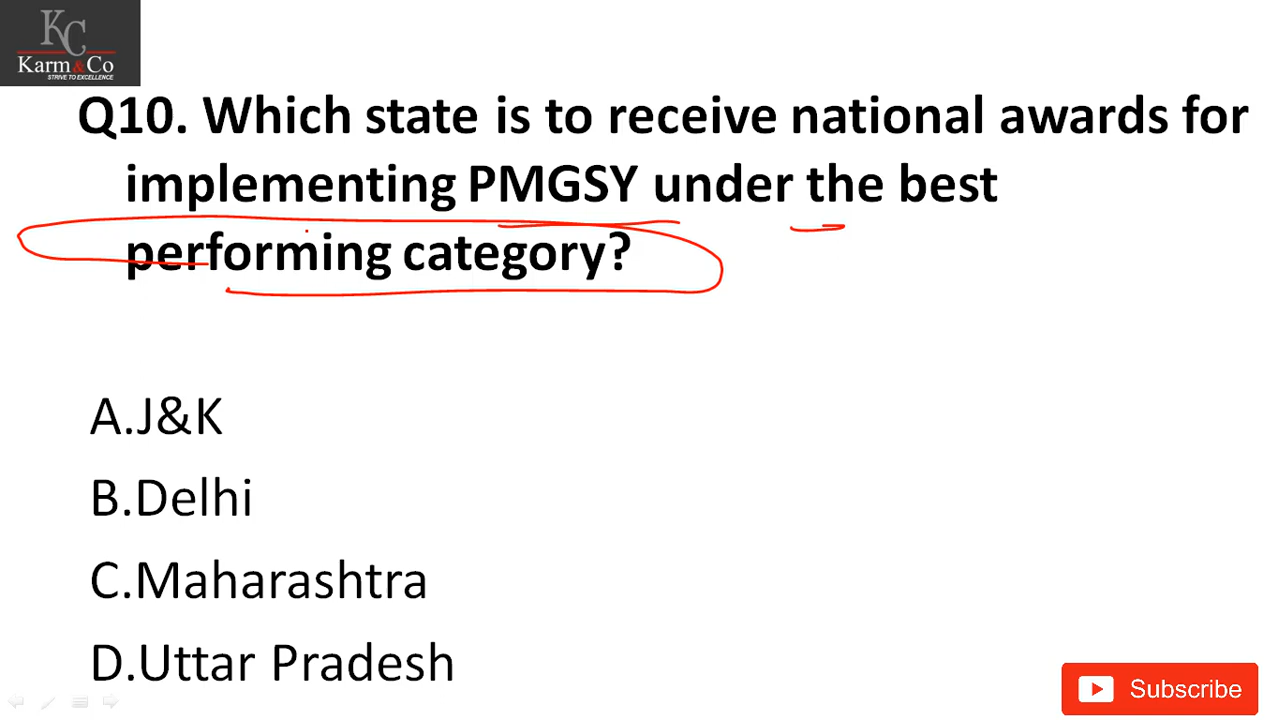 KC
Karm&Co
STRIVE TO EXCELLENCE
Q10. Which state is to receive national awards for
implementing PMGSY under the best
performing category?
A.J&K
B.Delhi
C.Maharashtra
D.Uttar Pradesh
Subscribe